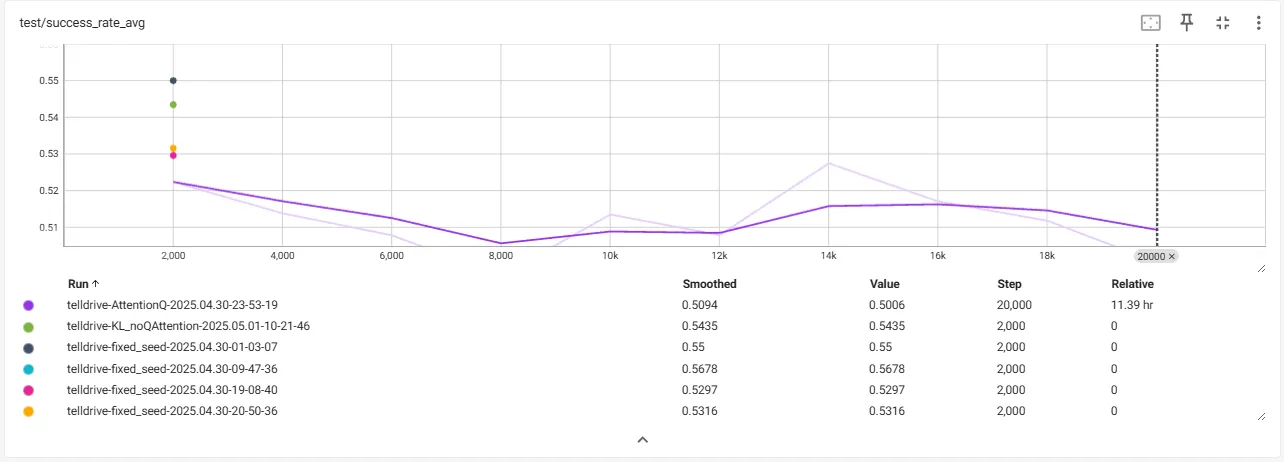 test/success_rate_avg
0.55
0.54
0.53
0.52
0.51
2,000 4,000 6,000 8,000 10k 12k 14k 16k 18k 20000 ×
Run ↑ Smoothed Value Step Relative
telldrive-AttentionQ-2025.04.30-23-53-19 0.5094 0.5006 20,000 11.39 hr
telldrive-KL_noQAttention-2025.05.01-10-21-46 0.5435 0.5435 2,000 0
telldrive-fixed_seed-2025.04.30-01-03-07 0.55 0.55 2,000 0
telldrive-fixed_seed-2025.04.30-09-47-36 0.5678 0.5678 2,000 0
telldrive-fixed_seed-2025.04.30-19-08-40 0.5297 0.5297 2,000 0
telldrive-fixed_seed-2025.04.30-20-50-36 0.5316 0.5316 2,000 0